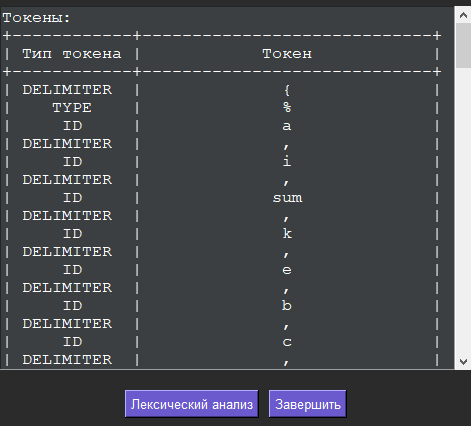 Токены:
+------------+-----------------------------+
| Тип токена | Токен |
+------------+-----------------------------+
| DELIMITER | { |
| TYPE | % |
| ID | a |
| DELIMITER | , |
| ID | i |
| DELIMITER | , |
| ID | sum |
| DELIMITER | , |
| ID | k |
| DELIMITER | , |
| ID | e |
| DELIMITER | , |
| ID | b |
| DELIMITER | , |
| ID | c |
| DELIMITER | , |
Лексический анализ Завершить